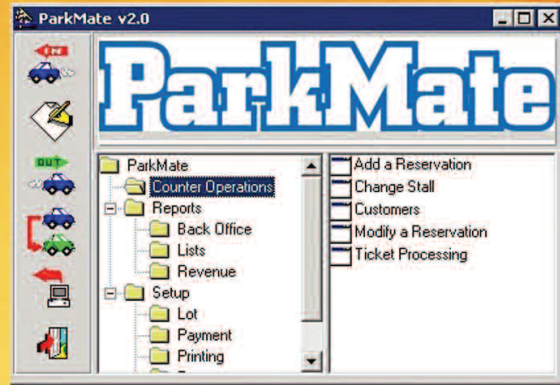 ParkMate v2.0
IN
ParkMate
OUT
ParkMate
Counter Operations
Reports
Back Office
Lists
Revenue
Setup
Lot
Payment
Printing
Add a Reservation
Change Stall
Customers
Modify a Reservation
Ticket Processing